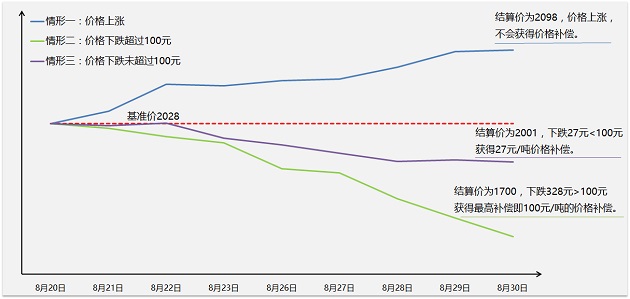 情形一：价格上涨
情形二：价格下跌超过100元
情形三：价格下跌未超过100元
结算价为2098，价格上涨，
不会获得价格补偿。
基准价2028
结算价为2001，下跌27元<100元
获得27元/吨价格补偿。
结算价为1700，下跌328元>100元
获得最高补偿即100元/吨的价格补偿。
8月20日 8月21日 8月22日 8月23日 8月26日 8月27日 8月28日 8月29日 8月30日